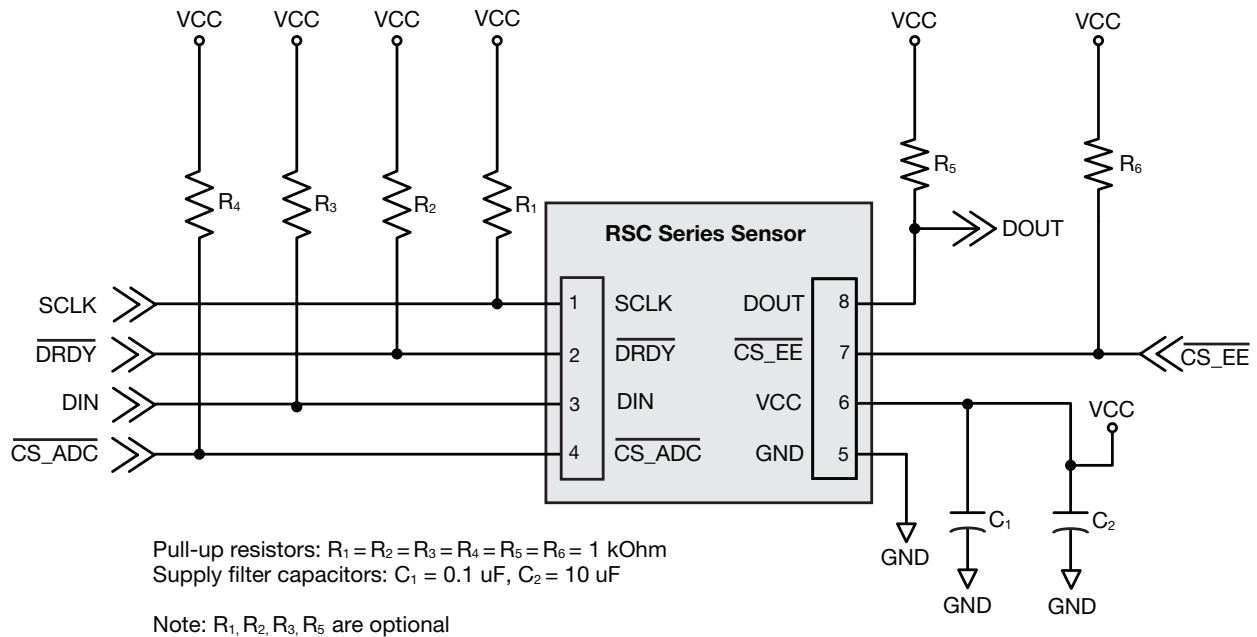 VCC VCC VCC VCC VCC VCC
R₄ R₃ R₂ R₁ R₅ R₆
RSC Series Sensor
DOUT
SCLK 1 SCLK DOUT 8
DRDY 2 DRDY CS_EE 7 CS_EE
DIN 3 DIN VCC 6 VCC
CS_ADC 4 CS_ADC GND 5
C₁ C₂
GND GND GND
Pull-up resistors: R₁ = R₂ = R₃ = R₄ = R₅ = R₆ = 1 kOhm
Supply filter capacitors: C₁ = 0.1 uF, C₂ = 10 uF
Note: R₁, R₂, R₃, R₅ are optional